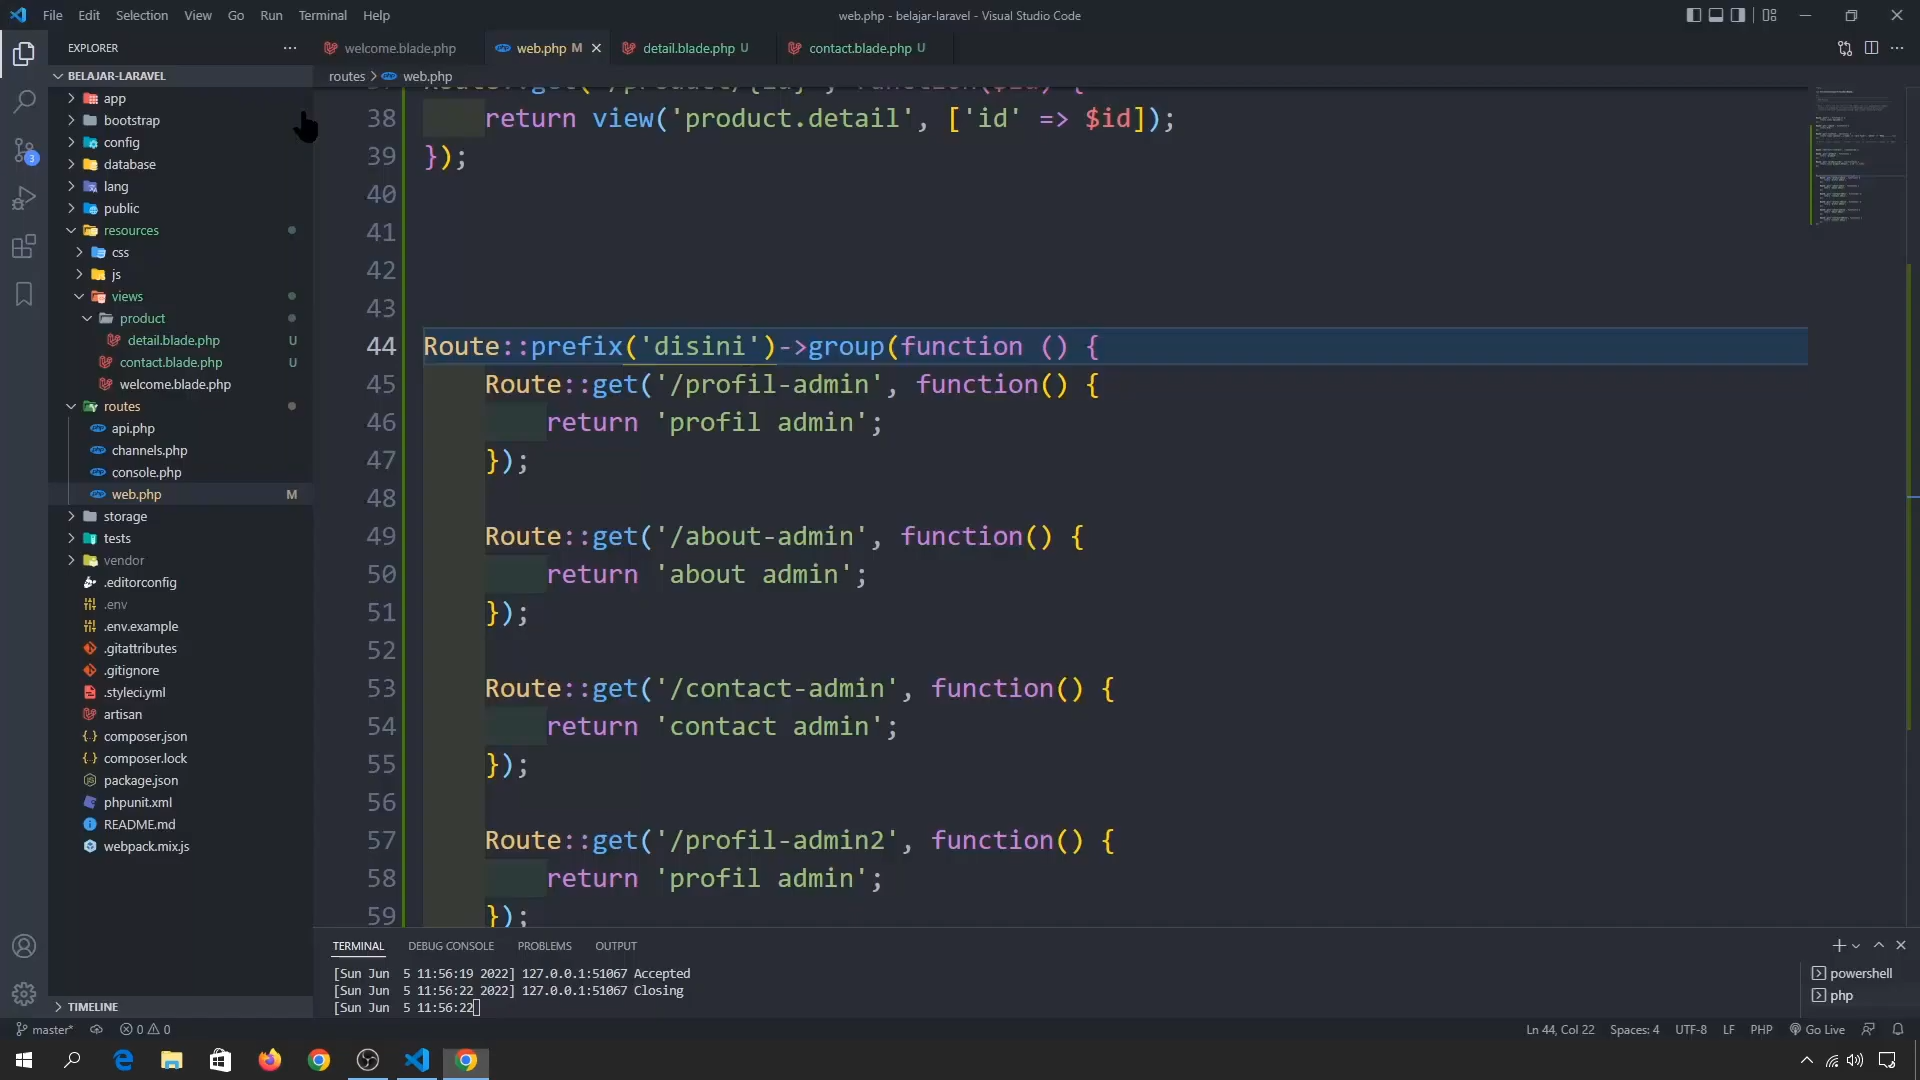 File Edit Selection View Go Run Terminal Help
web.php - belajar-laravel - Visual Studio Code
EXPLORER
welcome.blade.php
web.php M
detail.blade.php U
contact.blade.php U
BELAJAR-LARAVEL
routes > web.php
app
bootstrap
config
database
lang
public
resources
css
js
views
product
detail.blade.php U
contact.blade.php U
welcome.blade.php
routes
api.php
channels.php
console.php
web.php M
storage
tests
vendor
.editorconfig
.env
.env.example
.gitattributes
.gitignore
.styleci.yml
artisan
composer.json
composer.lock
package.json
phpunit.xml
README.md
webpack.mix.js
TIMELINE
3
38 return view('product.detail', ['id' => $id]);
39 });
40
41
42
43
44 Route::prefix('disini')->group(function () {
45 Route::get('/profil-admin', function() {
46 return 'profil admin';
47 });
48
49 Route::get('/about-admin', function() {
50 return 'about admin';
51 });
52
53 Route::get('/contact-admin', function() {
54 return 'contact admin';
55 });
56
57 Route::get('/profil-admin2', function() {
58 return 'profil admin';
59 });
TERMINAL DEBUG CONSOLE PROBLEMS OUTPUT
[Sun Jun 5 11:56:19 2022] 127.0.0.1:51067 Accepted
[Sun Jun 5 11:56:22 2022] 127.0.0.1:51067 Closing
[Sun Jun 5 11:56:22
powershell
php
master* 0 0
Ln 44, Col 22 Spaces: 4 UTF-8 LF PHP Go Live